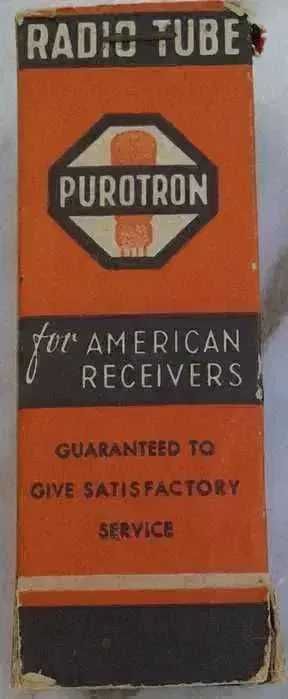 RADIO TUBE
PUROTRON
for AMERICAN
RECEIVERS
GUARANTEED TO
GIVE SATISFACTORY
SERVICE